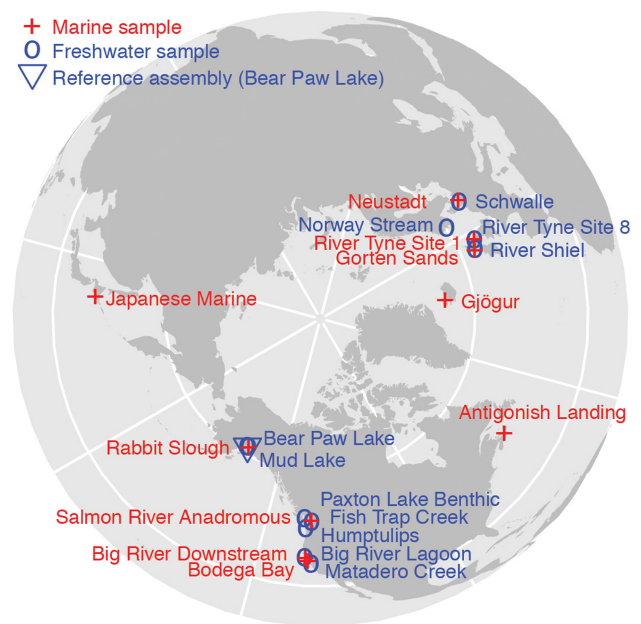 + Marine sample
O Freshwater sample
▽ Reference assembly (Bear Paw Lake)
Neustadt
Schwalle
Norway Stream
River Tyne Site 8
River Tyne Site 1
Gorten Sands
River Shiel
Japanese Marine
Gjögur
Antigonish Landing
Rabbit Slough
Bear Paw Lake
Mud Lake
Paxton Lake Benthic
Salmon River Anadromous
Fish Trap Creek
Humptulips
Big River Downstream
Big River Lagoon
Bodega Bay
Matadero Creek